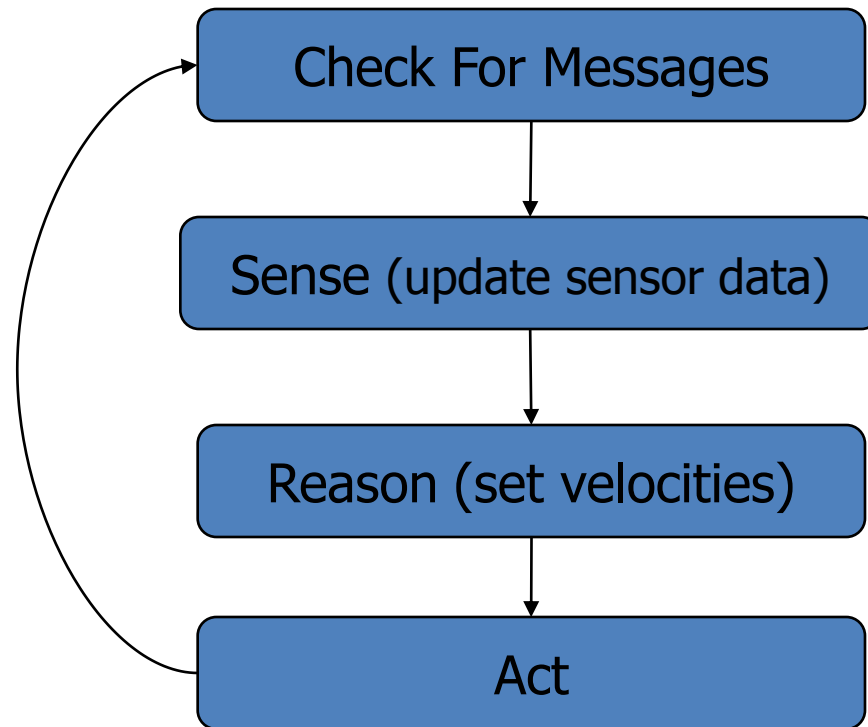 Check For Messages
Sense (update sensor data)
Reason (set velocities)
Act